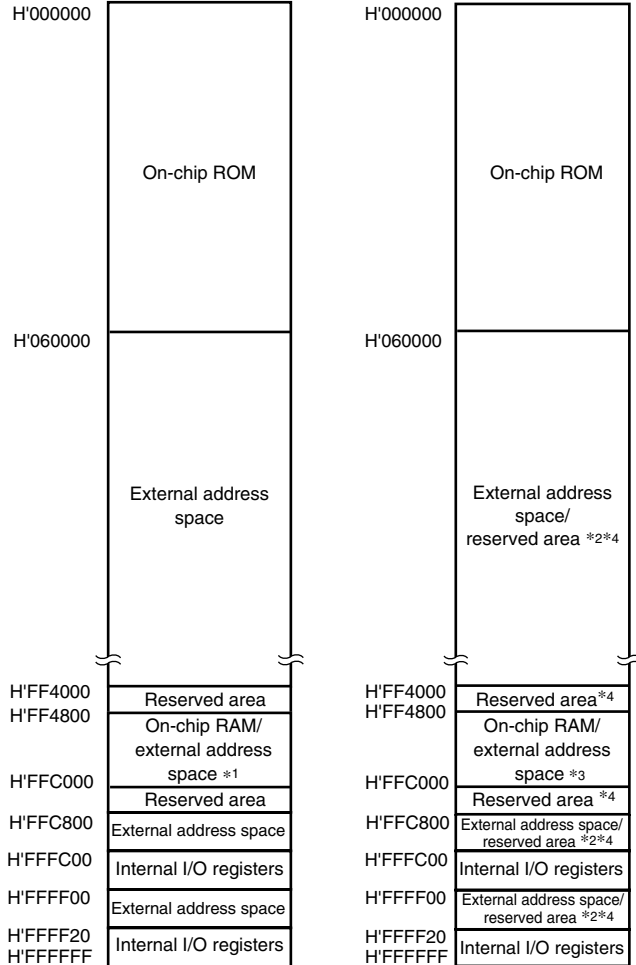 H'000000
On-chip ROM
H'060000
External address
space
H'FF4000
Reserved area
H'FF4800
On-chip RAM/
external address
space *1
H'FFC000
Reserved area
H'FFC800
External address space
H'FFFC00
Internal I/O registers
H'FFFF00
External address space
H'FFFF20
Internal I/O registers
H'FFFFFF
H'000000
On-chip ROM
H'060000
External address
space/
reserved area *2*4
H'FF4000
Reserved area*4
H'FF4800
On-chip RAM/
external address
space *3
H'FFC000
Reserved area *4
H'FFC800
External address space/
reserved area *2*4
H'FFFC00
Internal I/O registers
H'FFFF00
External address space/
reserved area *2*4
H'FFFF20
Internal I/O registers
H'FFFFFF